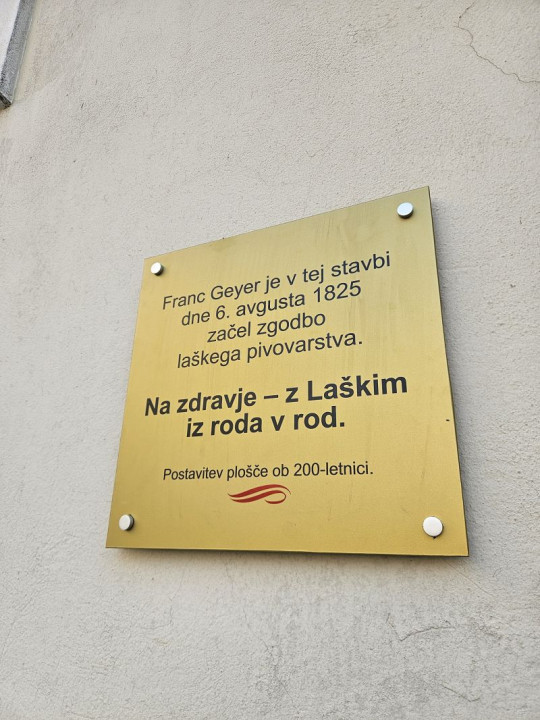 Franc Geyer je v tej stavbi
dne 6. avgusta 1825
začel zgodbo
laškega pivovarstva.
Na zdravje – z Laškim
iz roda v rod.
Postavitev plošče ob 200-letnici.